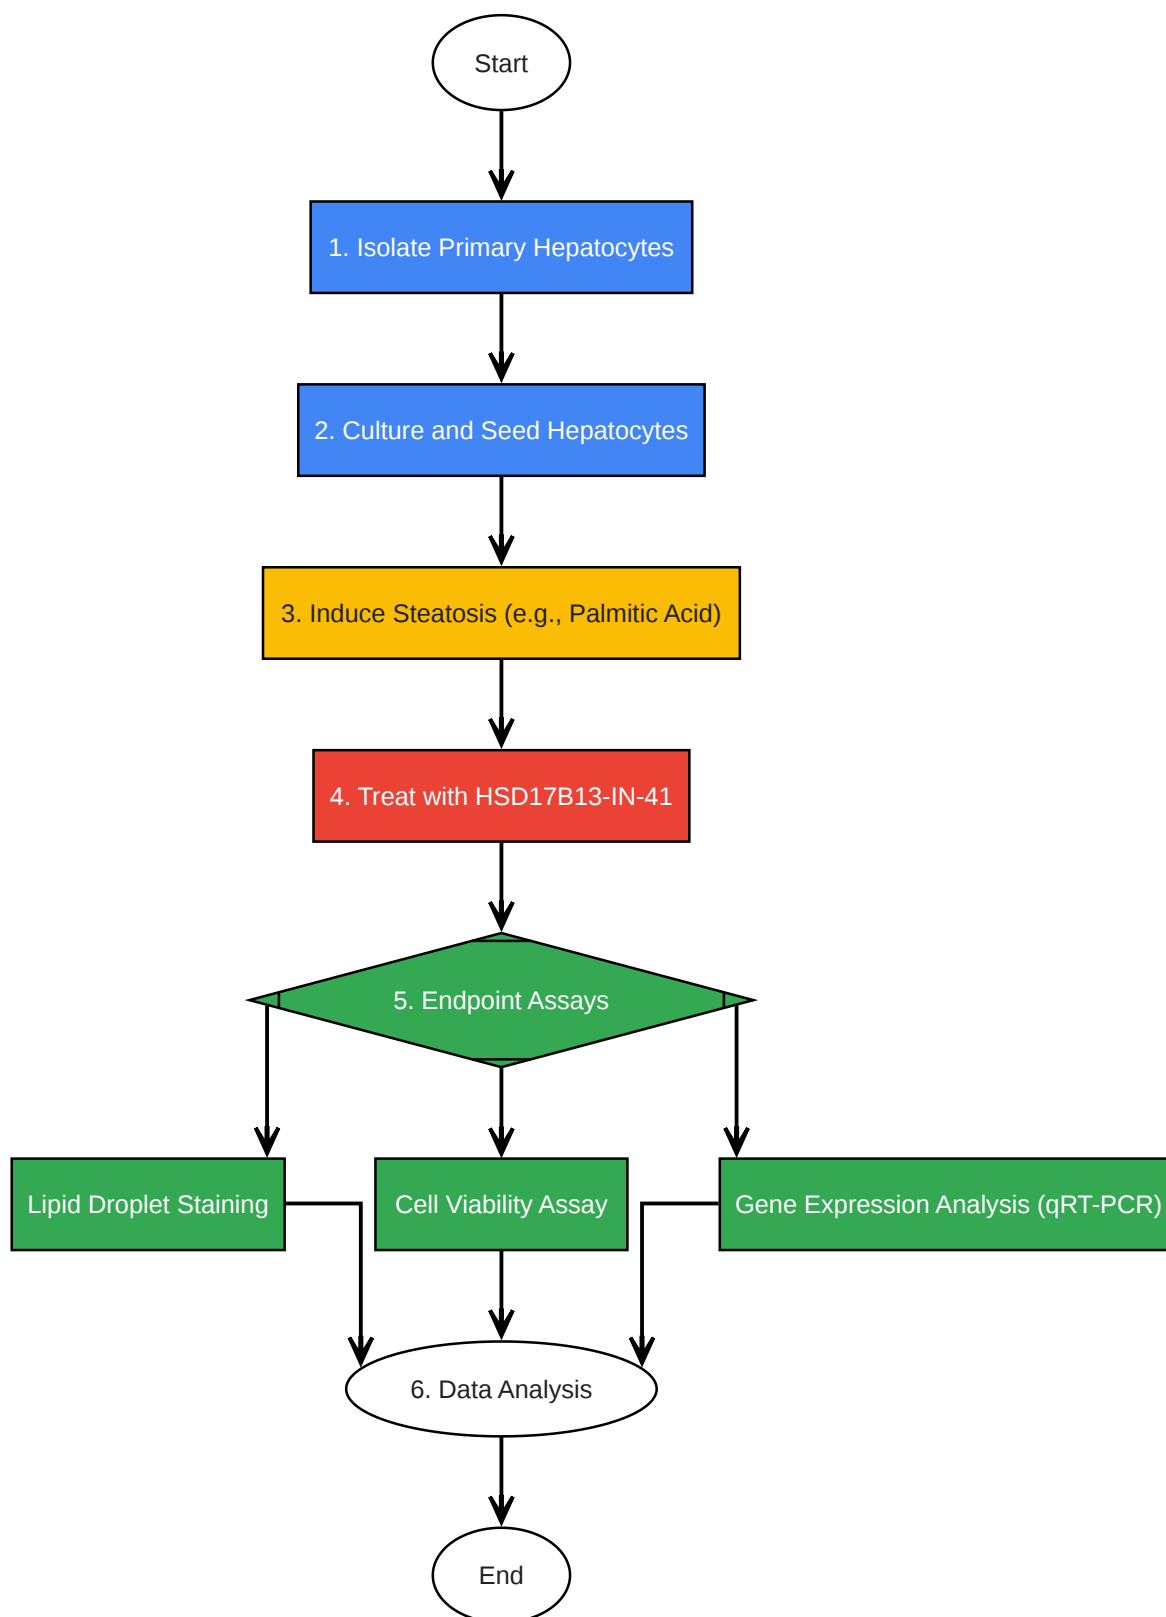 Start
1. Isolate Primary Hepatocytes
2. Culture and Seed Hepatocytes
3. Induce Steatosis (e.g., Palmitic Acid)
4. Treat with HSD17B13-IN-41
5. Endpoint Assays
Lipid Droplet Staining
Cell Viability Assay
Gene Expression Analysis (qRT-PCR)
6. Data Analysis
End